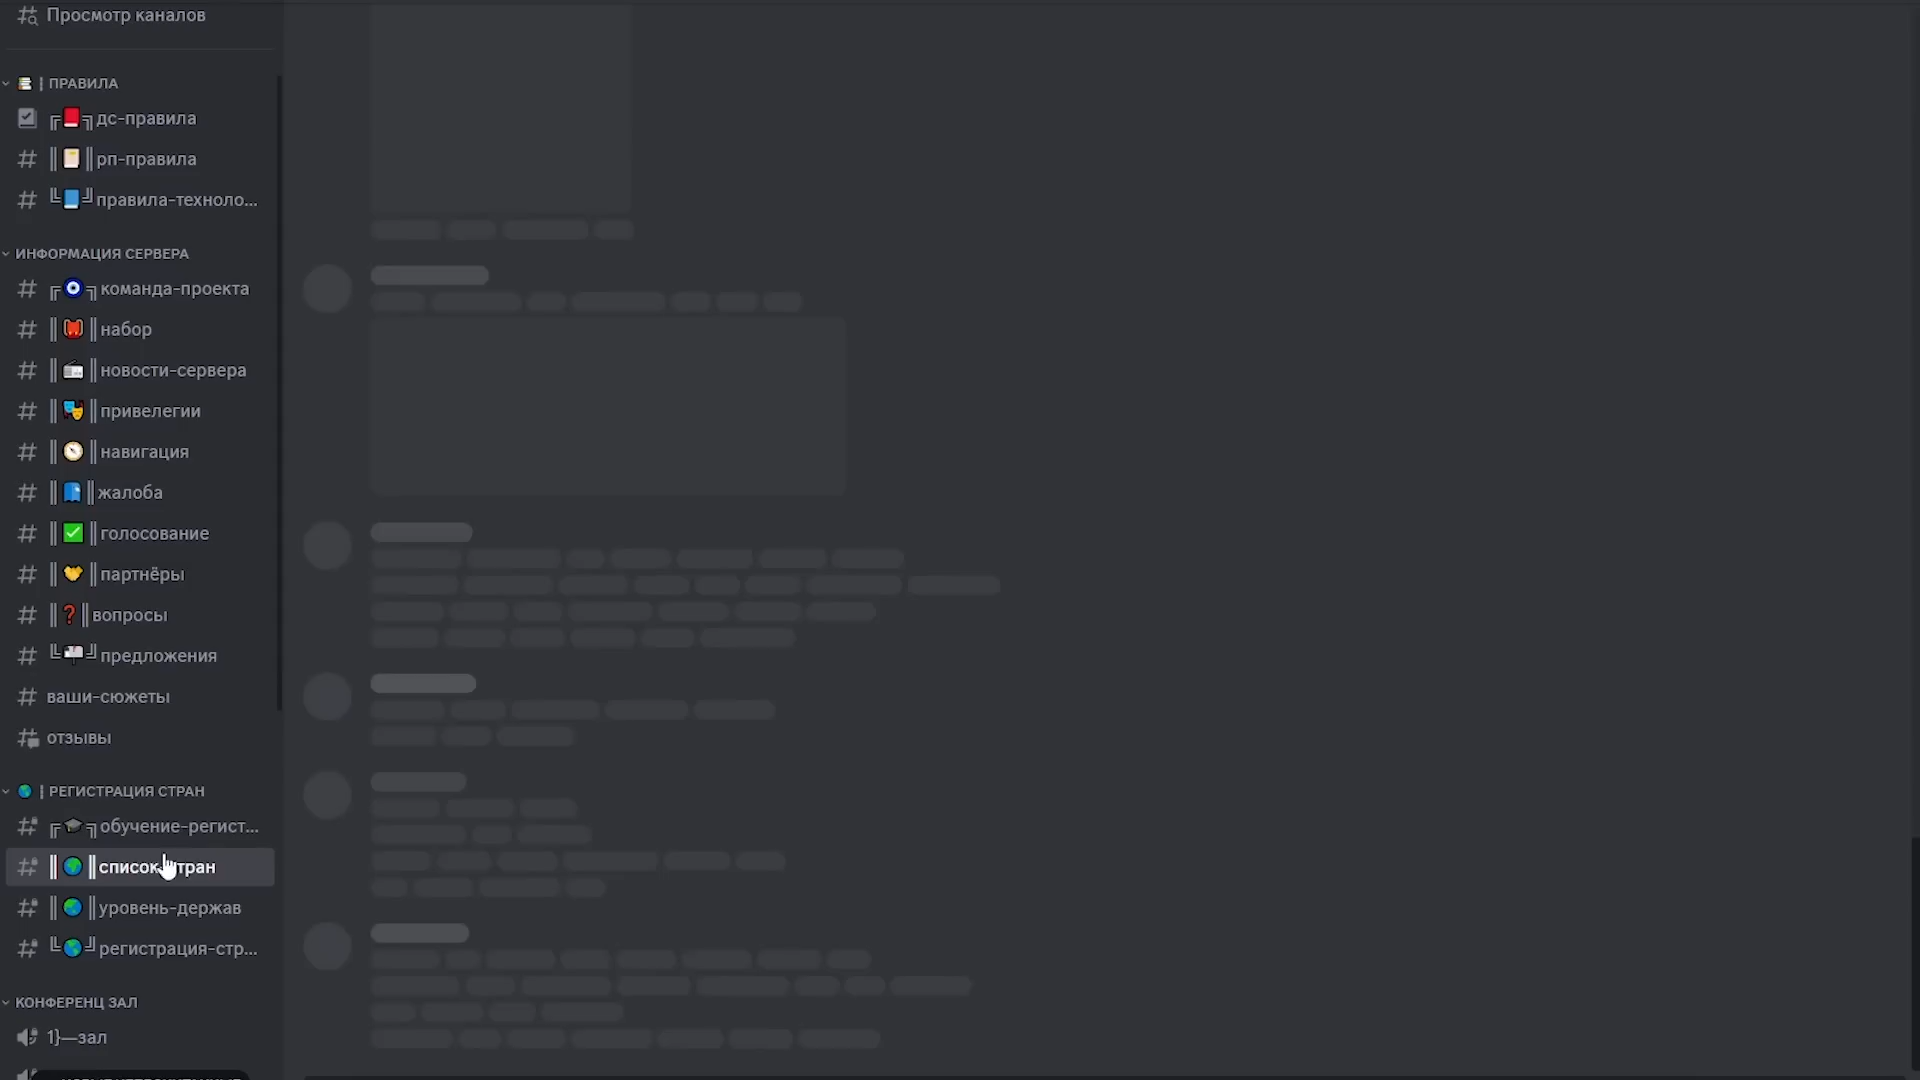 Просмотр каналов
| ПРАВИЛА
╔ ╗дс-правила
║ ║рп-правила
╚ ╝правила-техноло...
ИНФОРМАЦИЯ СЕРВЕРА
╔🧿╗команда-проекта
║ ║набор
║📻║новости-сервера
║🎭║привелегии
║🧭║навигация
║ ║жалоба
║✅║голосование
║ ║партнёры
║❓║вопросы
╚ ╝предложения
ваши-сюжеты
отзывы
| РЕГИСТРАЦИЯ СТРАН
╔🎓╗обучение-регист...
║ ║список-стран
║ ║уровень-держав
╚ ╝регистрация-стр...
КОНФЕРЕНЦ ЗАЛ
1}—зал